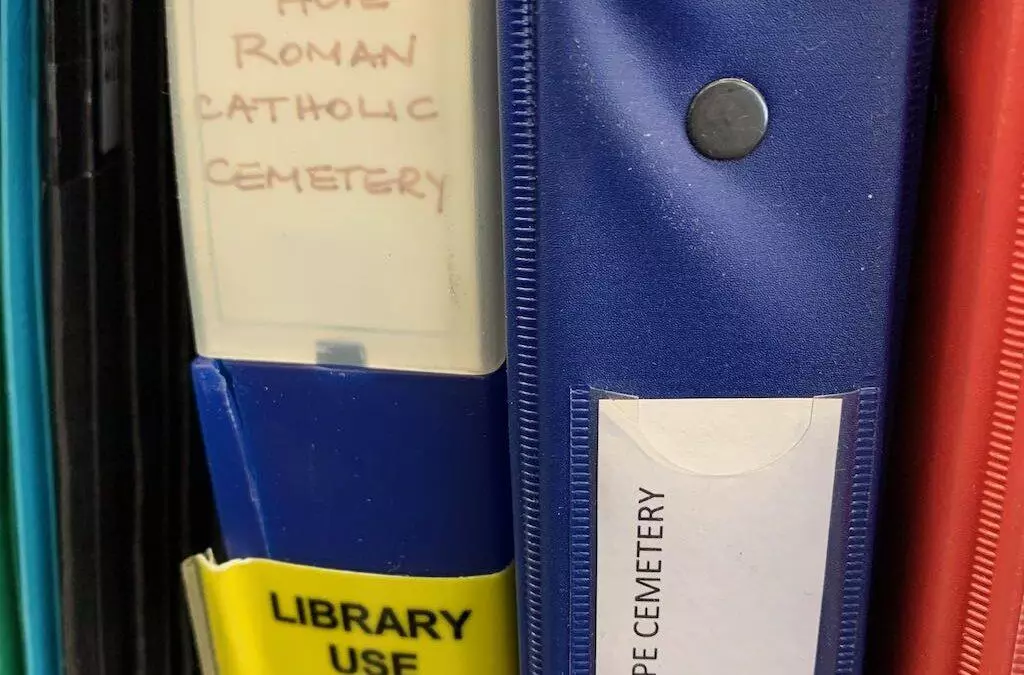 ROMAN
CATHOLIC
CEMETERY
LIBRARY
USE
PE CEMETERY